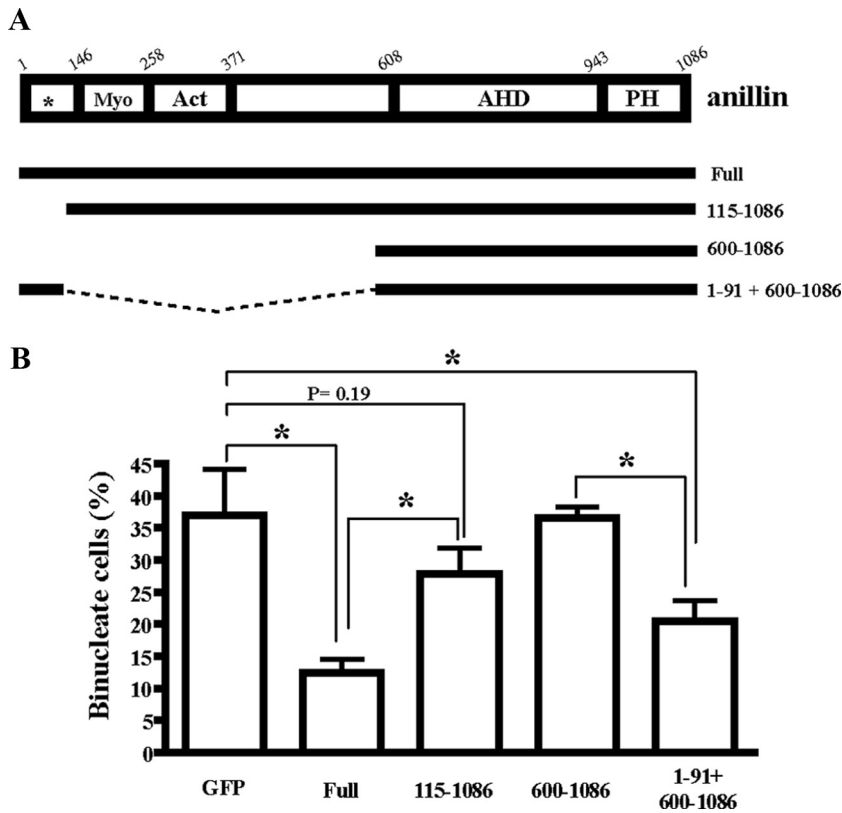 A
1 146 258 371 608 943 1086
* Myo Act AHD PH anillin
Full
115-1086
600-1086
1-91 + 600-1086
B
*
P= 0.19
* * *
Binucleate cells (%)
45
40
35
30
25
20
15
10
5
0
GFP Full 115-1086 600-1086 1-91+
600-1086